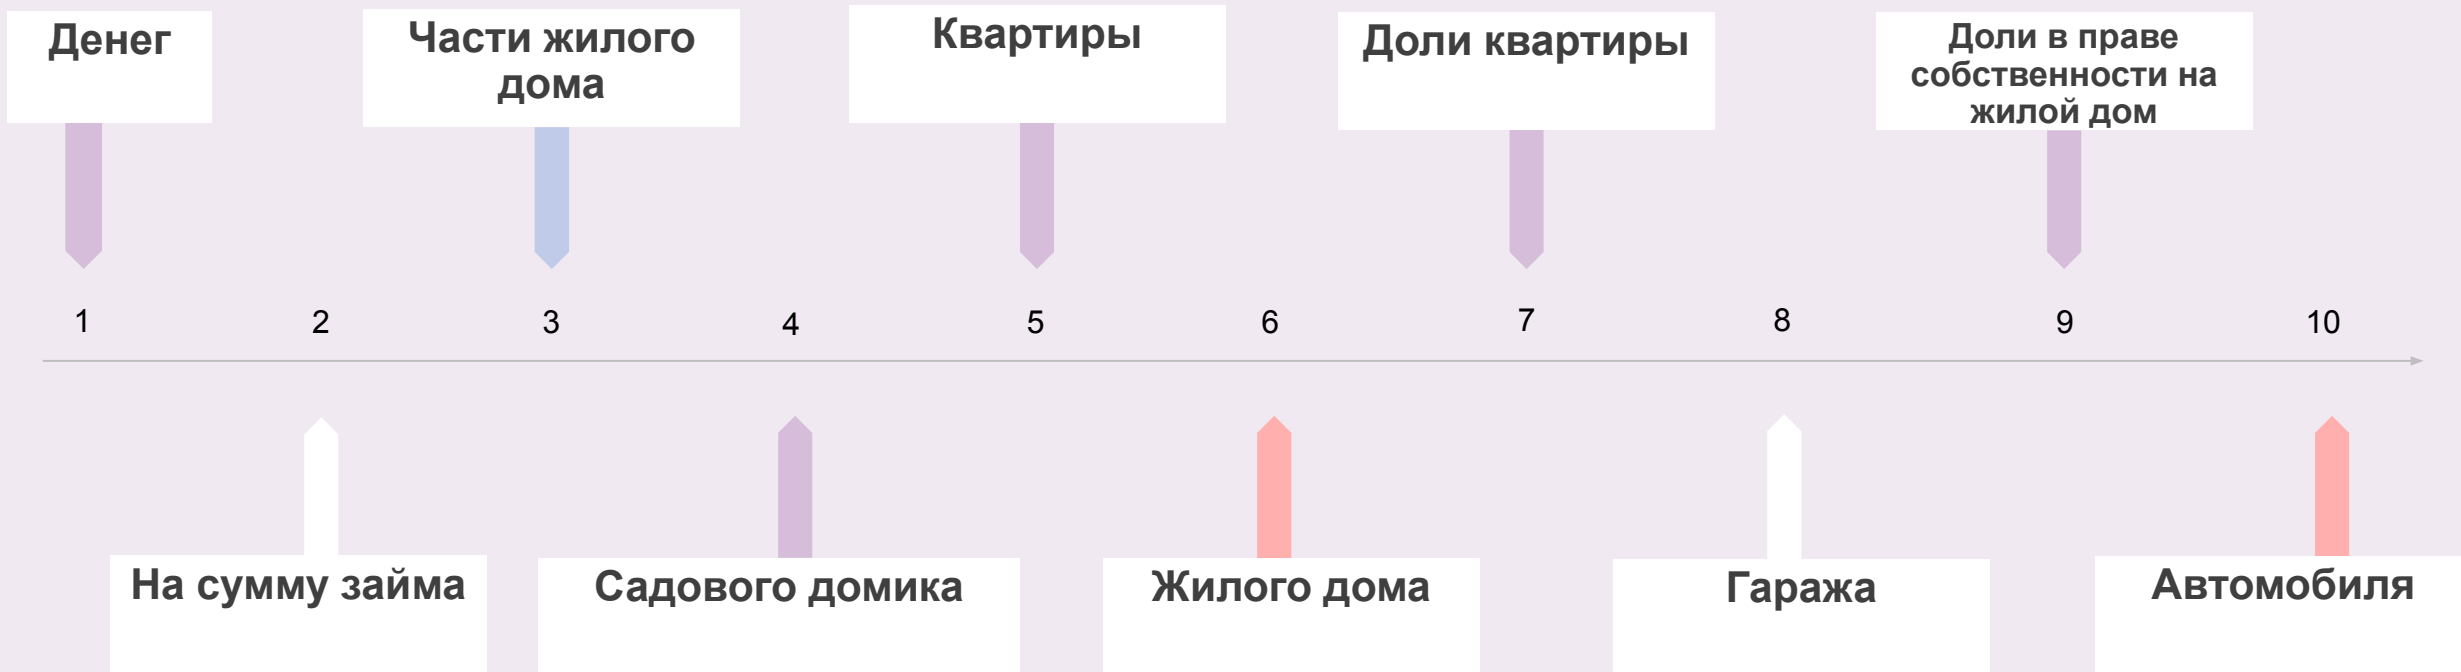 Денег
Части жилого
дома
Квартиры
Доли квартиры
Доли в праве
собственности на
жилой дом
1
2
3
4
5
6
7
8
9
10
На сумму займа
Садового домика
Жилого дома
Гаража
Автомобиля